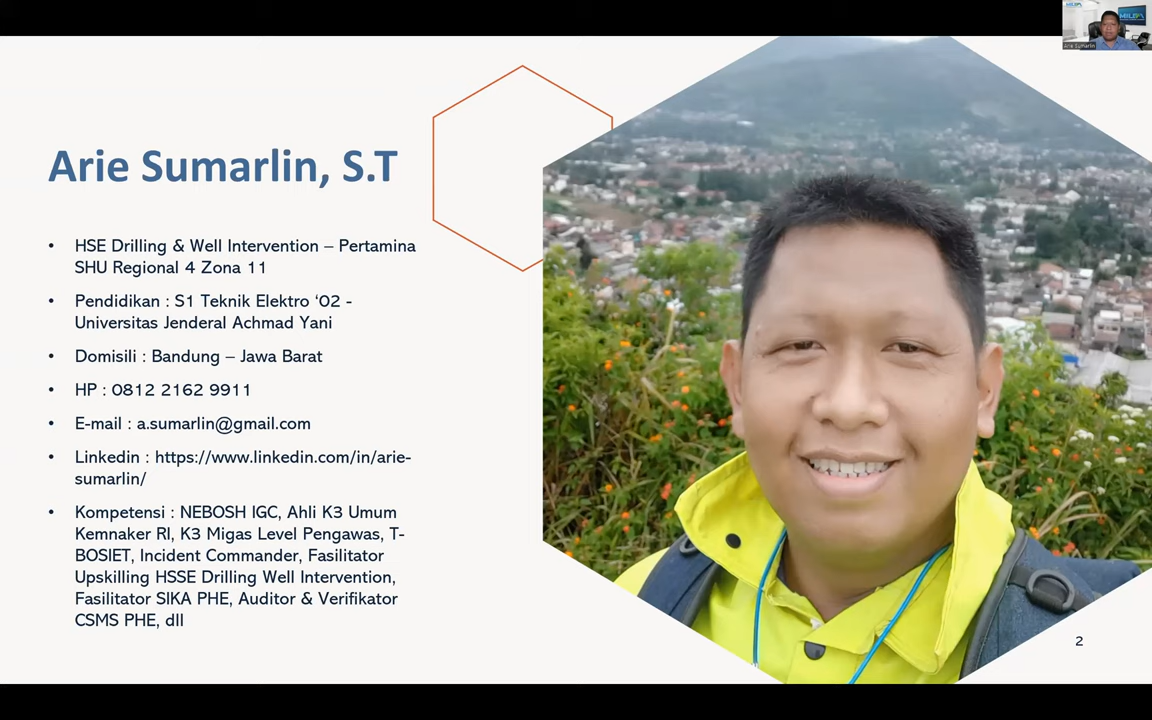 Arie Sumarlin
Arie Sumarlin, S.T
• HSE Drilling & Well Intervention – Pertamina
SHU Regional 4 Zona 11
• Pendidikan : S1 Teknik Elektro ‘02 -
Universitas Jenderal Achmad Yani
• Domisili : Bandung – Jawa Barat
• HP : 0812 2162 9911
• E-mail : a.sumarlin@gmail.com
• Linkedin : https://www.linkedin.com/in/arie-
sumarlin/
• Kompetensi : NEBOSH IGC, Ahli K3 Umum
Kemnaker RI, K3 Migas Level Pengawas, T-
BOSIET, Incident Commander, Fasilitator
Upskilling HSSE Drilling Well Intervention,
Fasilitator SIKA PHE, Auditor & Verifikator
CSMS PHE, dll
2